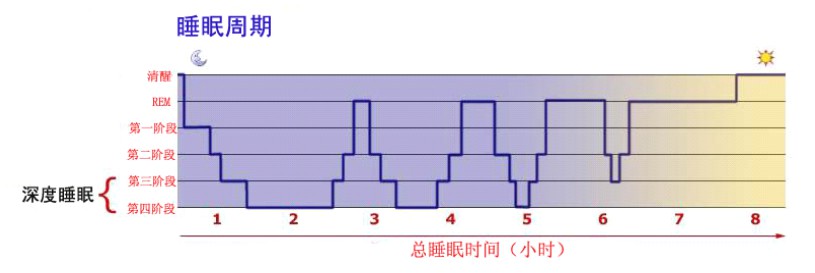 睡眠周期
清醒
REM
第一阶段
第二阶段
第三阶段
深度睡眠
第四阶段
1 2 3 4 5 6 7 8
总睡眠时间（小时）